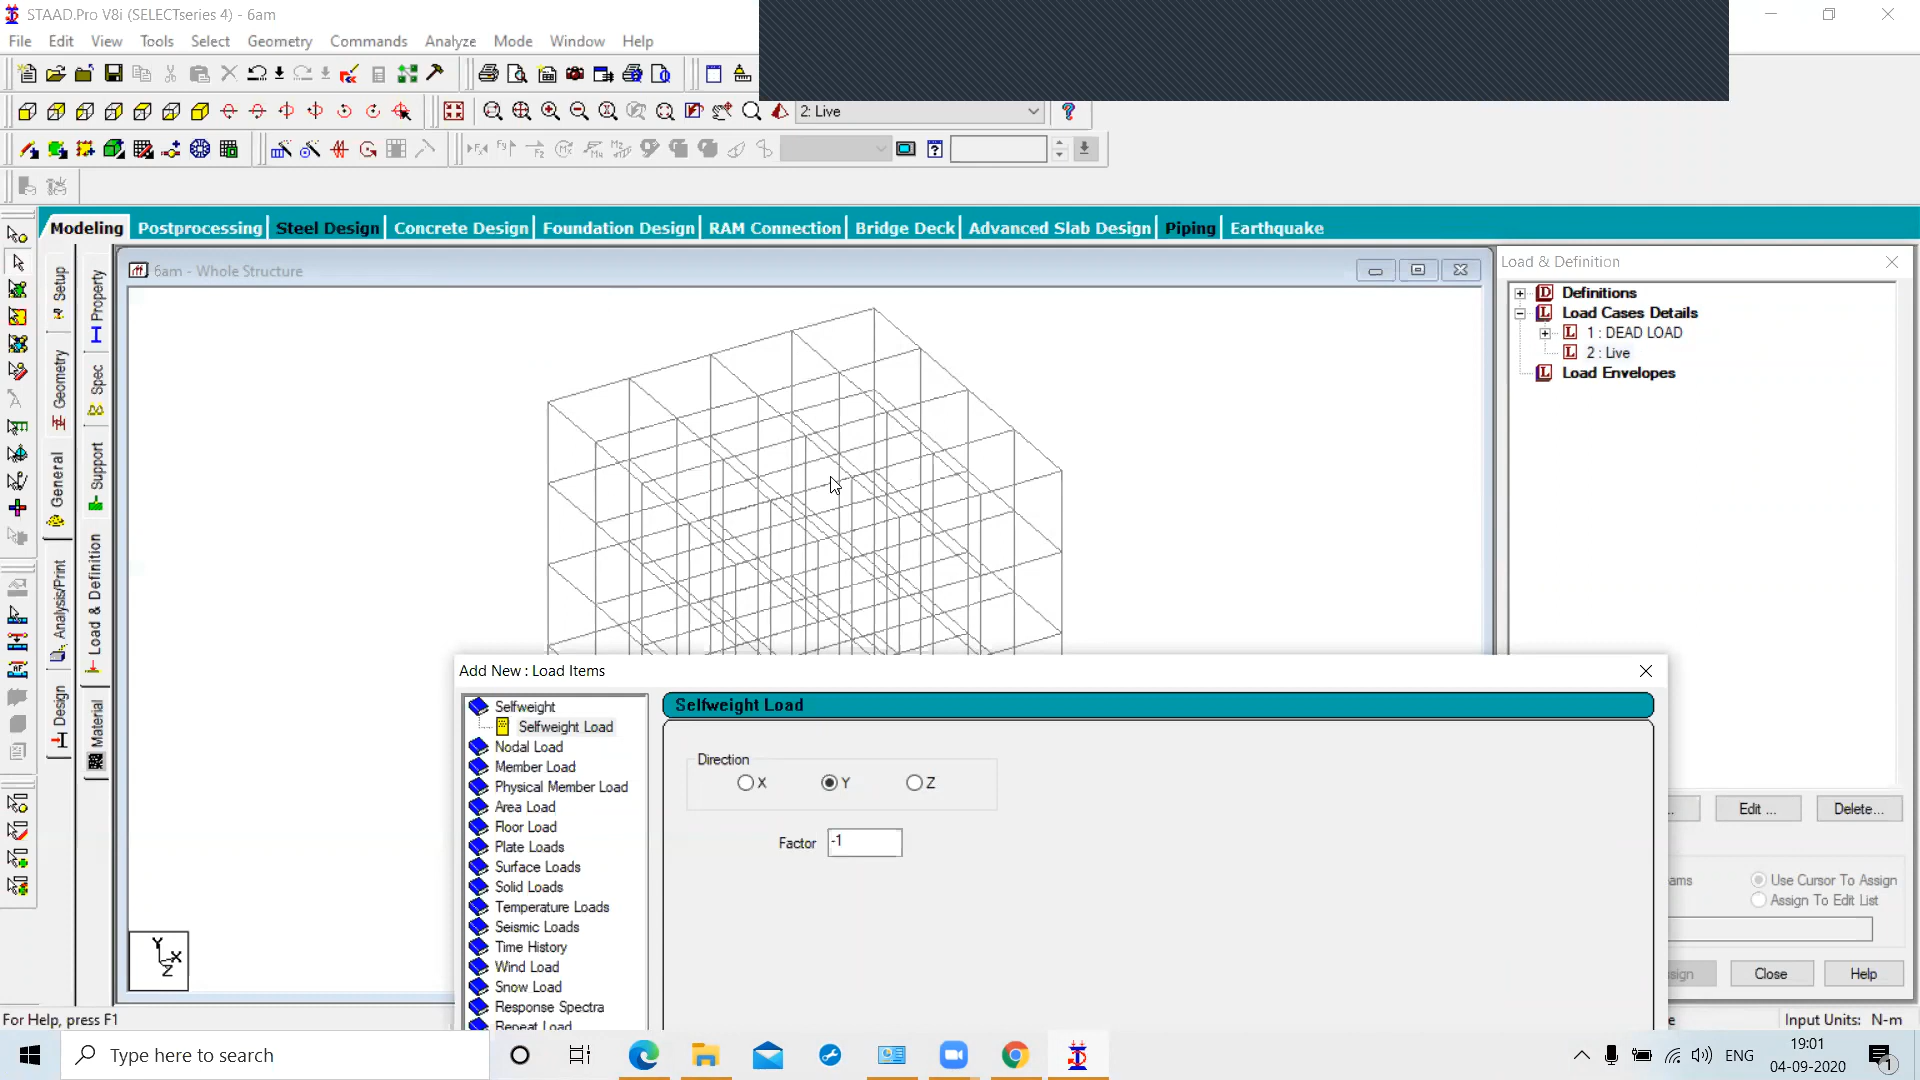 STAAD.Pro V8i (SELECTseries 4) - 6am
File Edit View Tools Select Geometry Commands Analyze Mode Window Help
2: Live
Modeling Postprocessing Steel Design Concrete Design Foundation Design RAM Connection Bridge Deck Advanced Slab Design Piping Earthquake
Setup
Geometry
General
Analysis/Print
Design
Property
Spec
Support
Load & Definition
Material
6am - Whole Structure
Y
X
Z
Load & Definition
Definitions
Load Cases Details
1 : DEAD LOAD
2 : Live
Load Envelopes
Edit ... Delete...
Use Cursor To Assign
Assign To Edit List
Close Help
Add New : Load Items
Selfweight
Selfweight Load
Nodal Load
Member Load
Physical Member Load
Area Load
Floor Load
Plate Loads
Surface Loads
Solid Loads
Temperature Loads
Seismic Loads
Time History
Wind Load
Snow Load
Response Spectra
Repeat Load
Selfweight Load
Direction
X Y Z
Factor -1
For Help, press F1
Input Units: N-m
Type here to search
ENG
19:01
04-09-2020
1